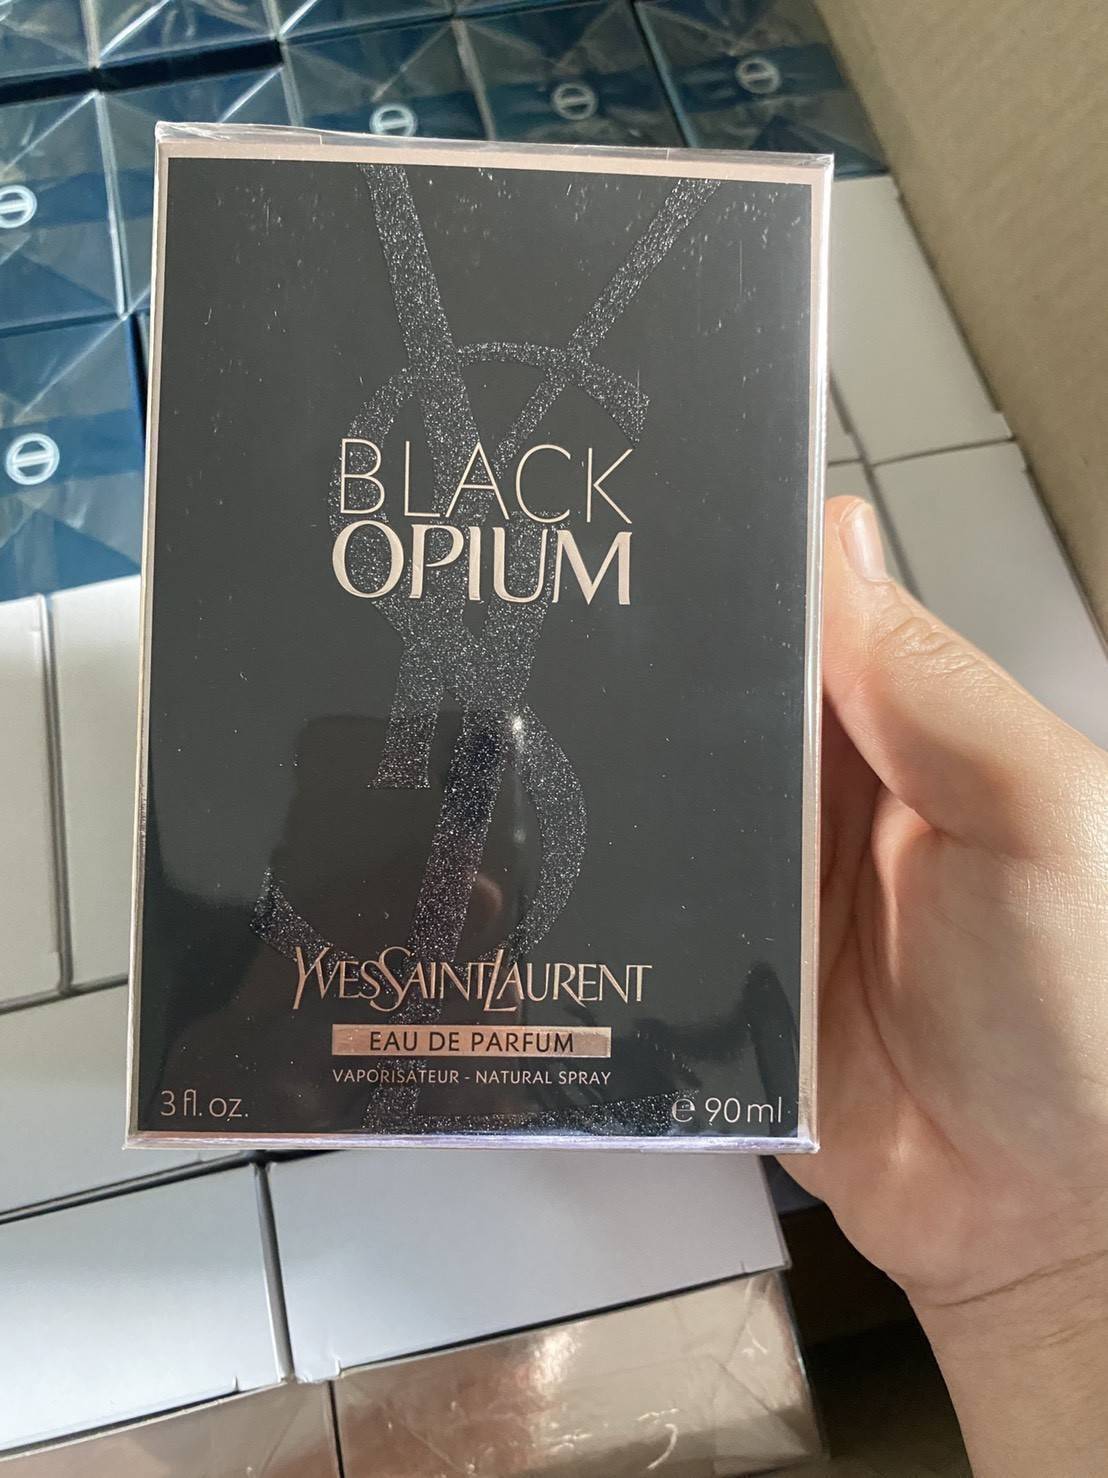 BLACK
OPIUM
YVESSAINTLAURENT
EAU DE PARFUM
VAPORISATEUR - NATURAL SPRAY
3 fl. oz.
℮ 90 ml